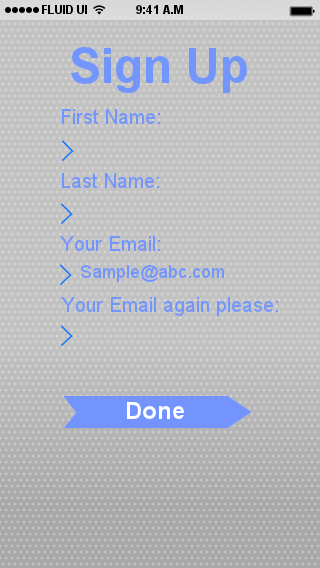 FLUID UI 9:41 A.M
Sign Up
First Name:
Last Name:
Your Email:
Sample@abc.com
Your Email again please:
Done